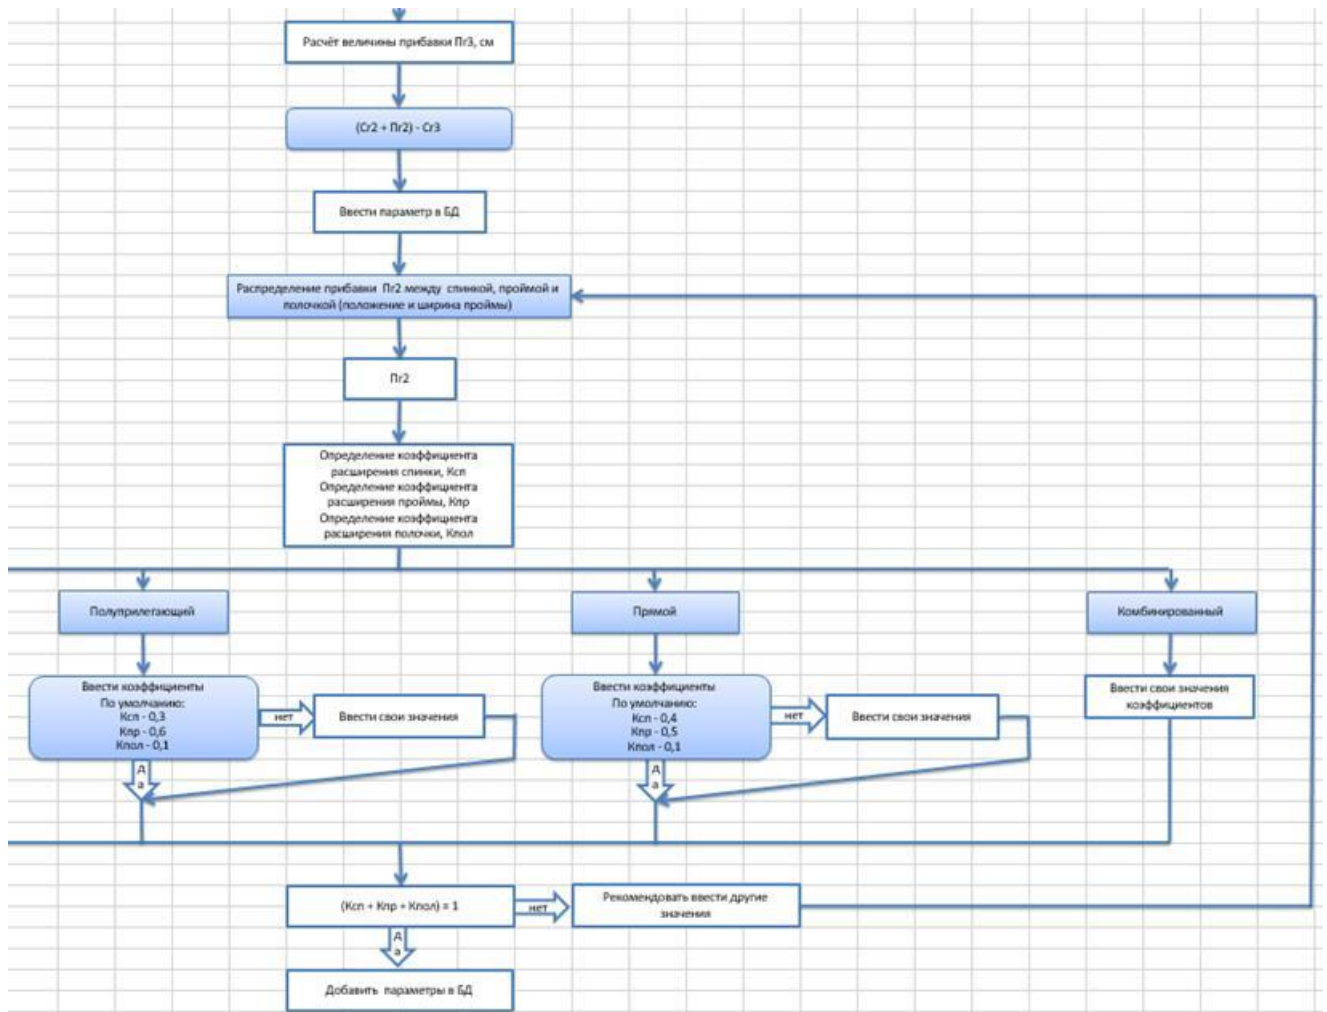 Расчёт величины прибавки Пг3, см
(Сг2 + Пг2) - Сг3
Ввести параметр в БД
Распределение прибавки Пг2 между спинкой, проймой и
полочкой (положение и ширина проймы)
Пг2
Определение коэффициента
расширения спинки, Ксп
Определение коэффициента
расширения проймы, Кпр
Определение коэффициента
расширения полочки, Кпол
Полуприлегающий
Прямой
Комбинированный
Ввести коэффициенты
По умолчанию:
Ксп - 0,3
Кпр - 0,6
Кпол - 0,1
нет
Ввести свои значения
д
а
Ввести коэффициенты
По умолчанию:
Ксп - 0,4
Кпр - 0,5
Кпол - 0,1
нет
Ввести свои значения
д
а
Ввести свои значения
коэффициентов
(Ксп + Кпр + Кпол) = 1
нет
Рекомендовать ввести другие
значения
д
а
Добавить параметры в БД